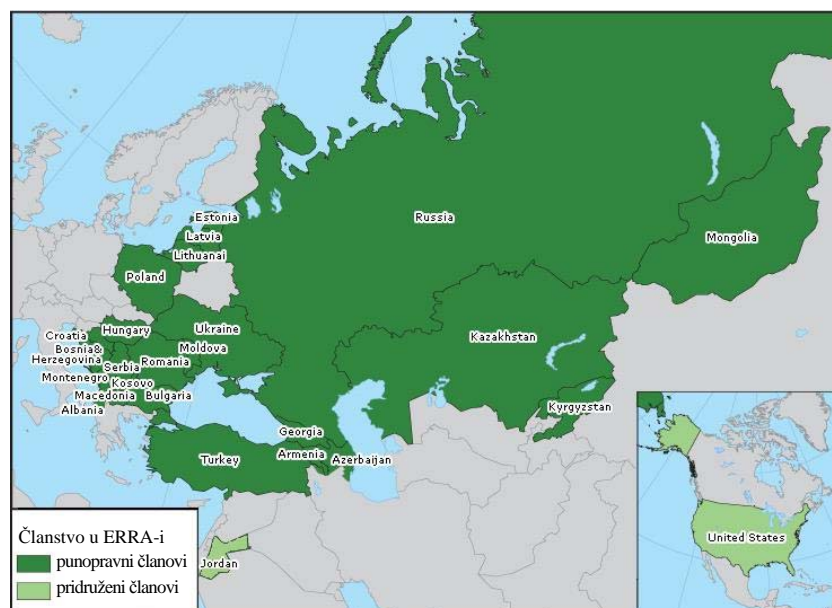 Estonia
Latvia
Lithuanai
Russia
Mongolia
Poland
Ukraine
Hungary
Croatia
Moldova
Kazakhstan
Bosnia&
Herzegovina
Romania
Serbia
Montenegro
Kosovo
Macedonia
Bulgaria
Albania
Kyrgyzstan
Georgia
Armenia
Azerbaijan
Turkey
Članstvo u ERRA-i
punopravni članovi
pridruženi članovi
Jordan
United States